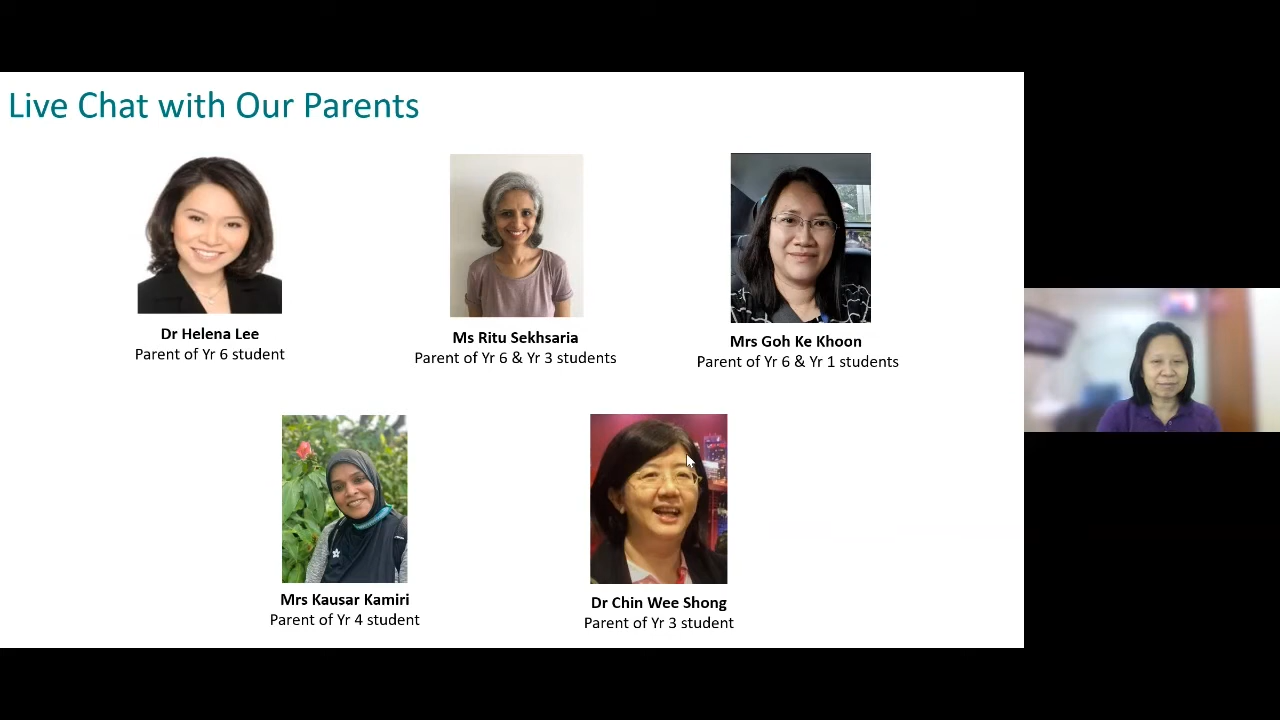 Live Chat with Our Parents
Dr Helena Lee
Parent of Yr 6 student
Ms Ritu Sekhsaria
Parent of Yr 6 & Yr 3 students
Mrs Goh Ke Khoon
Parent of Yr 6 & Yr 1 students
Mrs Kausar Kamiri
Parent of Yr 4 student
Dr Chin Wee Shong
Parent of Yr 3 student